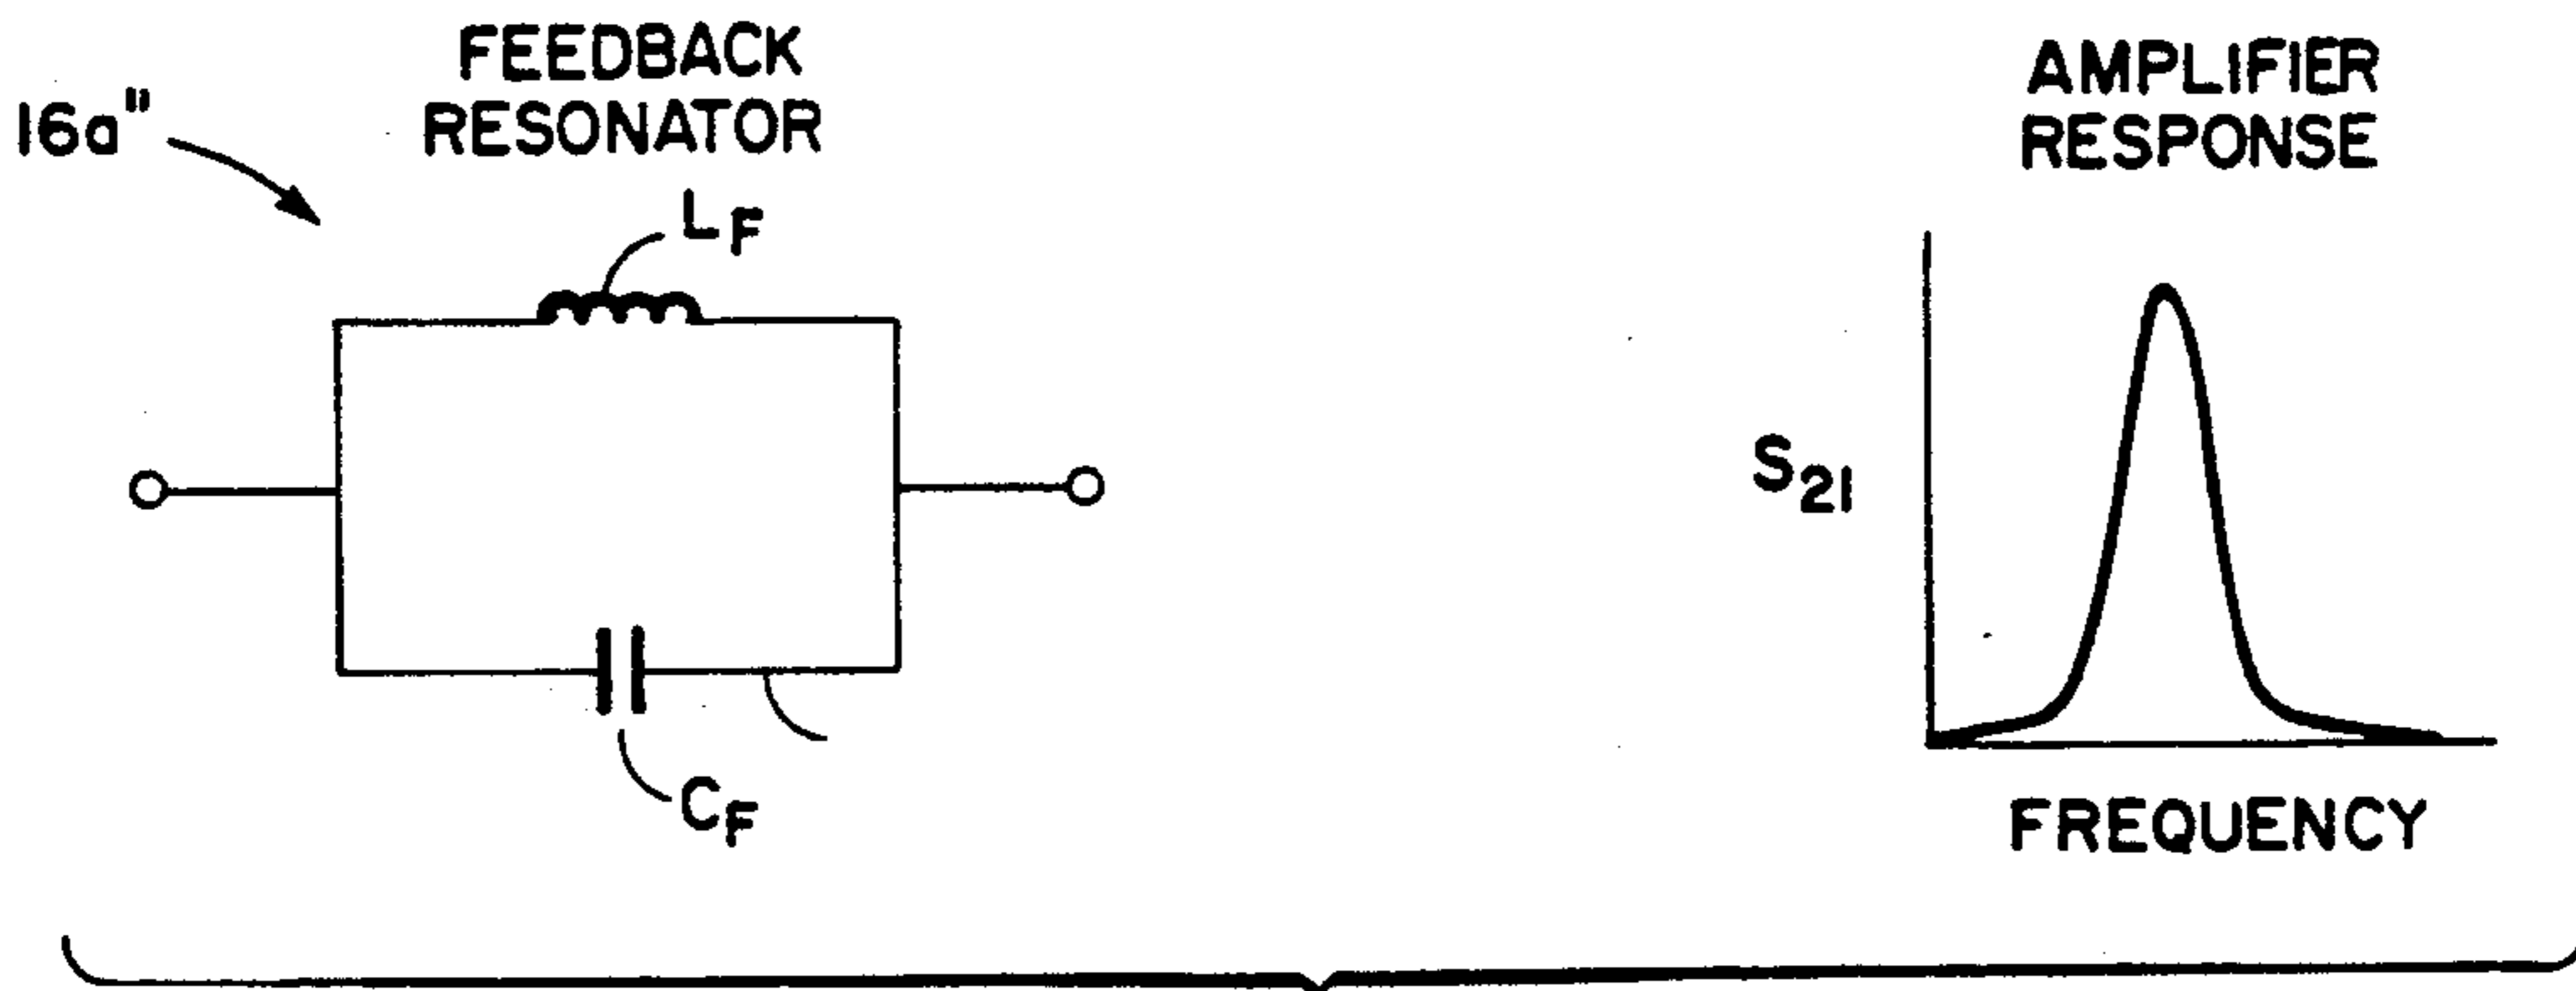 FEEDBACK
RESONATOR
16a"
LF
CF
AMPLIFIER
RESPONSE
S21
FREQUENCY